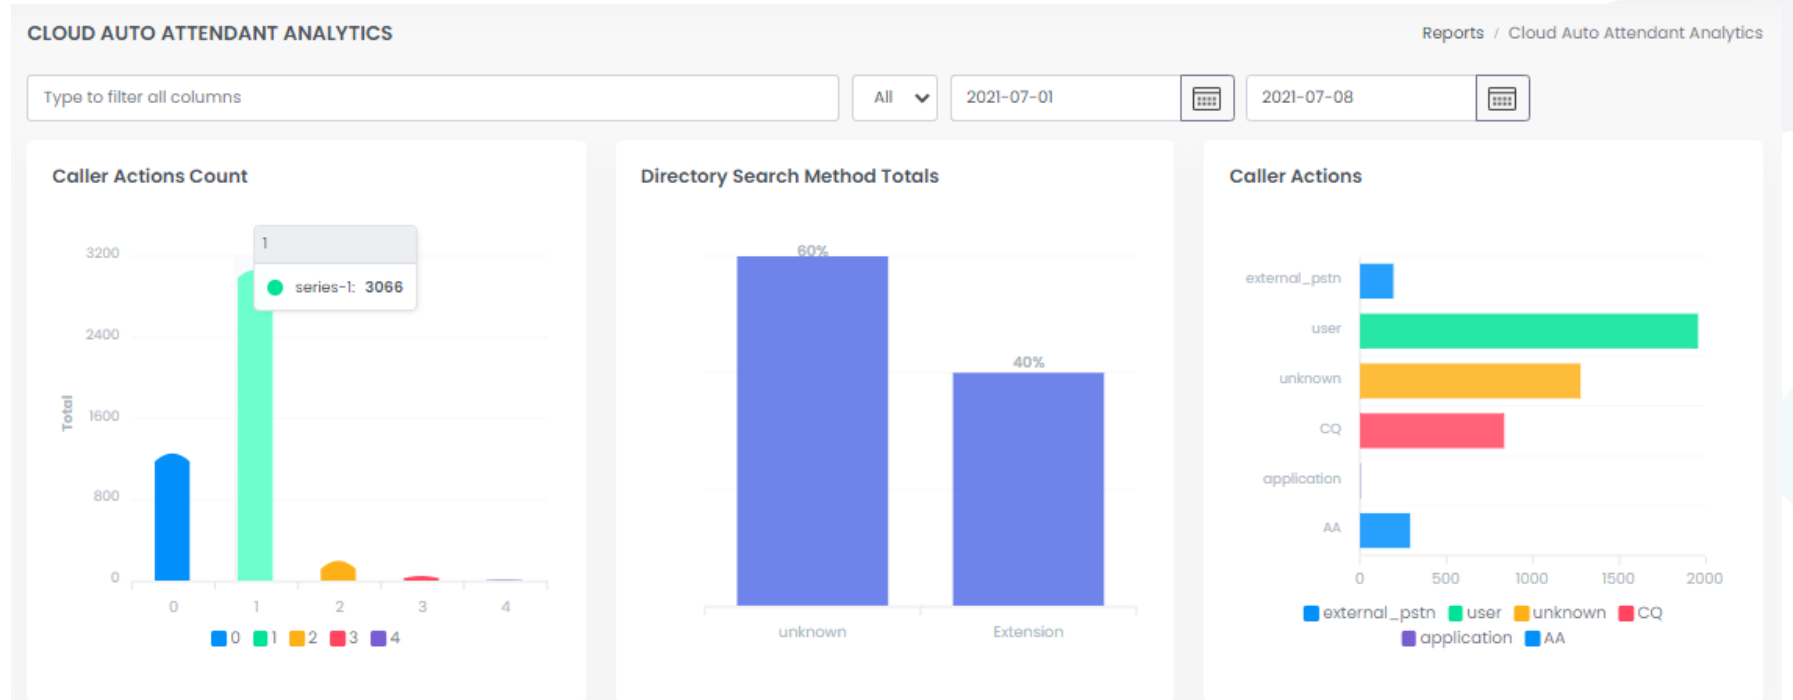 CLOUD AUTO ATTENDANT ANALYTICS
Reports / Cloud Auto Attendant Analytics
Type to filter all columns
All
2021-07-01
2021-07-08
Caller Actions Count
3200
2400
1600
800
0
Total
1
series-1: 3066
0 1 2 3 4
0 1 2 3 4
Directory Search Method Totals
60%
40%
unknown Extension
Caller Actions
external_pstn
user
unknown
CQ
application
AA
0 500 1000 1500 2000
external_pstn user unknown CQ
application AA